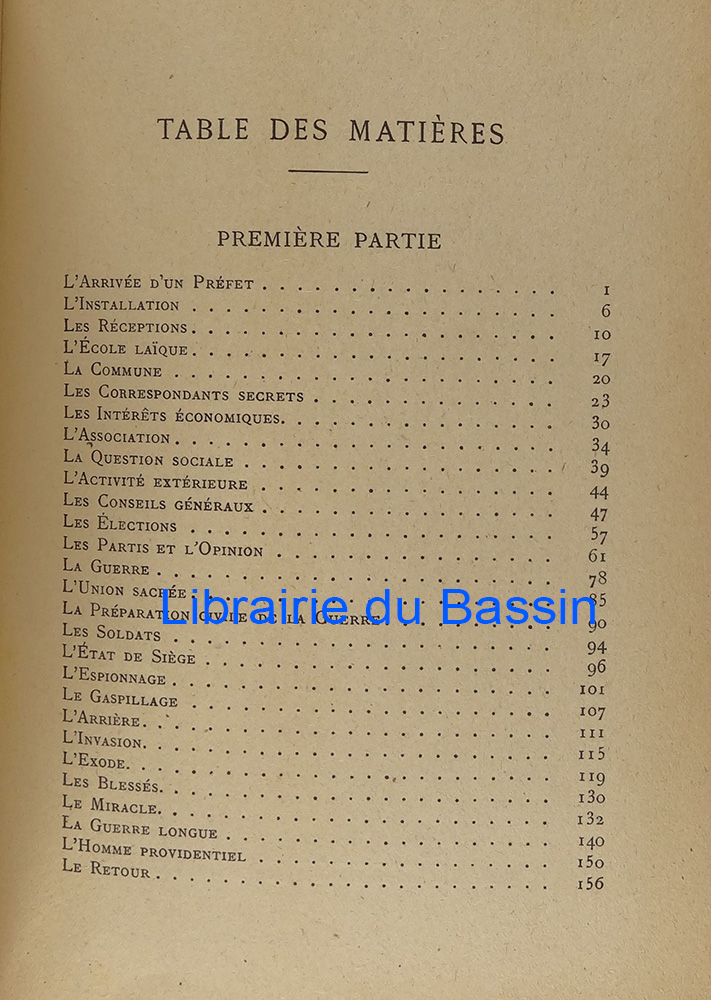 TABLE DES MATIÈRES
PREMIÈRE PARTIE
L'Arrivée d'un Préfet . . . . . . . . . . . . . . . . . . 1
L'Installation . . . . . . . . . . . . . . . . . . 6
Les Réceptions . . . . . . . . . . . . . . . . . . 10
L'École laïque . . . . . . . . . . . . . . . . . . 17
La Commune . . . . . . . . . . . . . . . . . . 20
Les Correspondants secrets . . . . . . . . . . . . 23
Les Intérêts économiques . . . . . . . . . . . . . 30
L'Association . . . . . . . . . . . . . . . . . . 34
La Question sociale . . . . . . . . . . . . . . . 39
L'Activité extérieure . . . . . . . . . . . . . . 44
Les Conseils généraux . . . . . . . . . . . . . . 47
Les Élections . . . . . . . . . . . . . . . . . . 57
Les Partis et l'Opinion . . . . . . . . . . . . . 61
La Guerre . . . . . . . . . . . . . . . . . . 78
L'Union sacrée . . . . . . . . . . . . . . . . . . 85
Librairie du Bassin
La Préparation civile de la Guerre . . . . . . . . 90
Les Soldats . . . . . . . . . . . . . . . . . . 94
L'État de Siège . . . . . . . . . . . . . . . . . 96
L'Espionnage . . . . . . . . . . . . . . . . . . 101
Le Gaspillage . . . . . . . . . . . . . . . . . . 107
L'Arrière . . . . . . . . . . . . . . . . . . 111
L'Invasion . . . . . . . . . . . . . . . . . . 115
L'Exode . . . . . . . . . . . . . . . . . . 119
Les Blessés . . . . . . . . . . . . . . . . . . 130
Le Miracle . . . . . . . . . . . . . . . . . . 132
La Guerre longue . . . . . . . . . . . . . . . . 140
L'Homme providentiel . . . . . . . . . . . . . . . 150
Le Retour . . . . . . . . . . . . . . . . . . 156